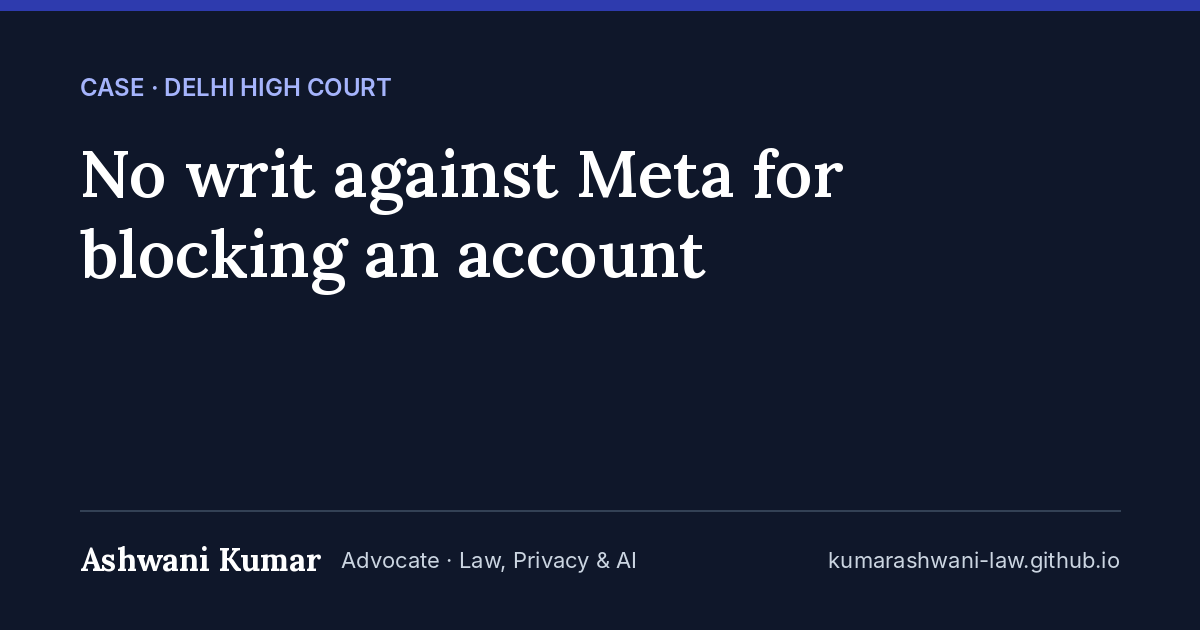 CASE · DELHI HIGH COURT
No writ against Meta for
blocking an account
Ashwani Kumar Advocate · Law, Privacy & AI kumarashwani-law.github.io